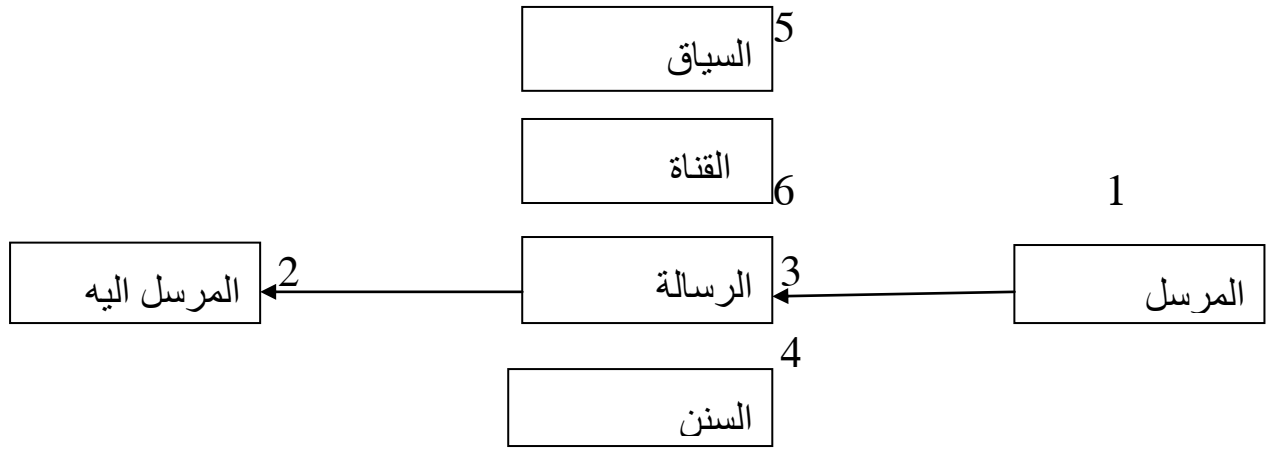 5
السياق
القناة
6
1
المرسل
3
الرسالة
2
المرسل اليه
4
السنن